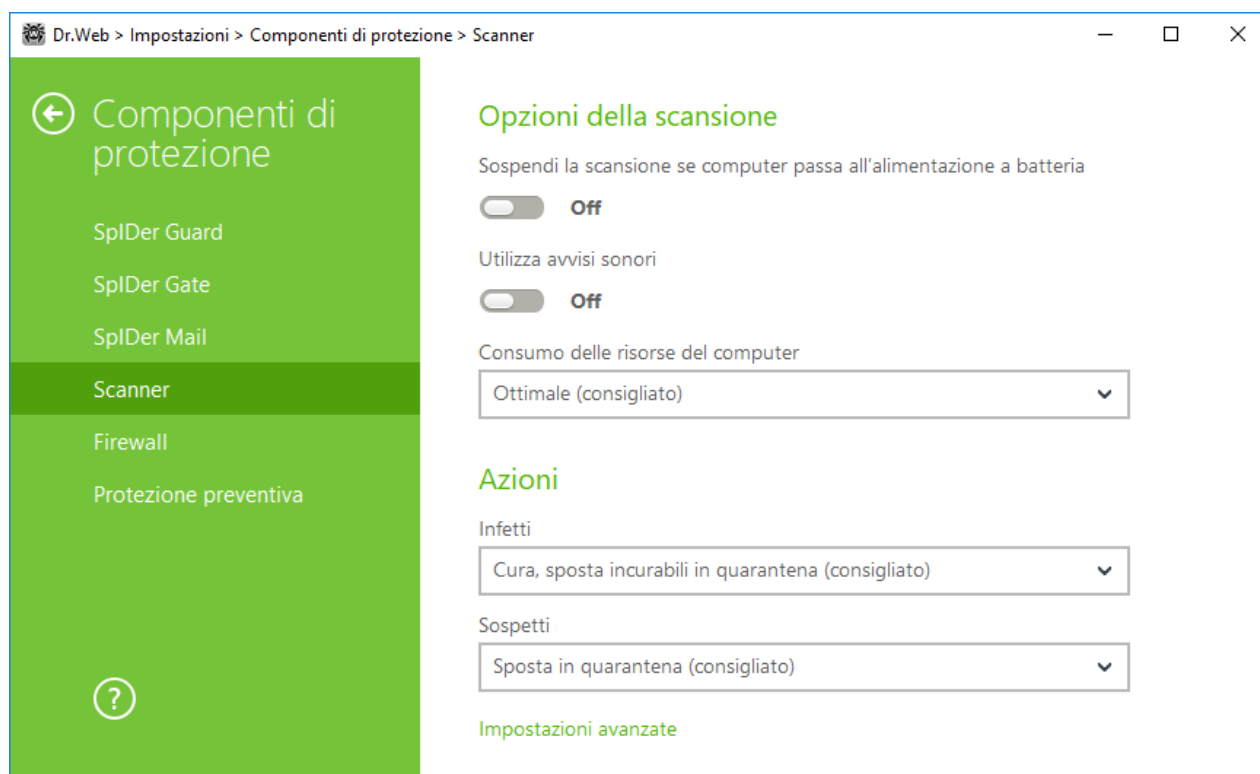 Dr.Web > Impostazioni > Componenti di protezione > Scanner
Componenti di
protezione
SpIDer Guard
SpIDer Gate
SpIDer Mail
Scanner
Firewall
Protezione preventiva
?
Opzioni della scansione
Sospendi la scansione se computer passa all'alimentazione a batteria
Off
Utilizza avvisi sonori
Off
Consumo delle risorse del computer
Ottimale (consigliato)
Azioni
Infetti
Cura, sposta incurabili in quarantena (consigliato)
Sospetti
Sposta in quarantena (consigliato)
Impostazioni avanzate